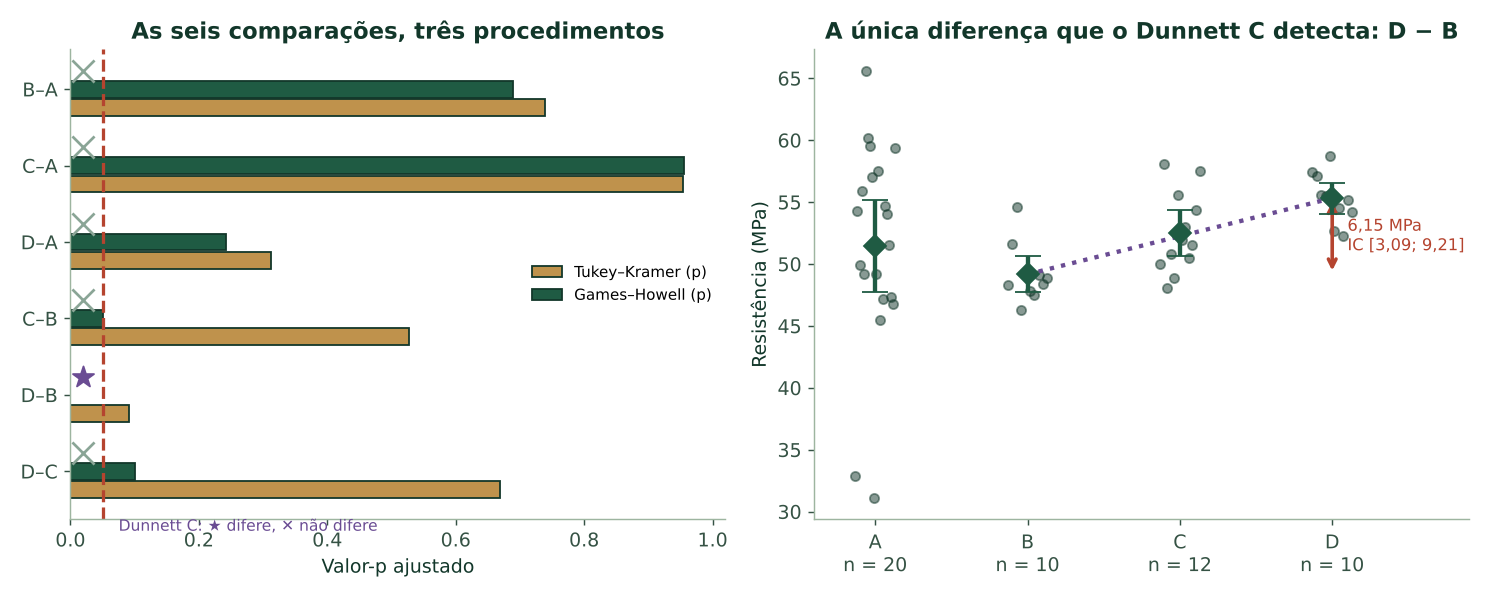 As seis comparações, três procedimentos
B–A
C–A
D–A
C–B
D–B
D–C
Tukey–Kramer (p)
Games–Howell (p)
Dunnett C: ★ difere, × não difere
0.0 0.2 0.4 0.6 0.8 1.0
Valor-p ajustado
A única diferença que o Dunnett C detecta: D − B
Resistência (MPa)
65
60
55
50
45
40
35
30
6,15 MPa
IC [3,09; 9,21]
A B C D
n = 20 n = 10 n = 12 n = 10